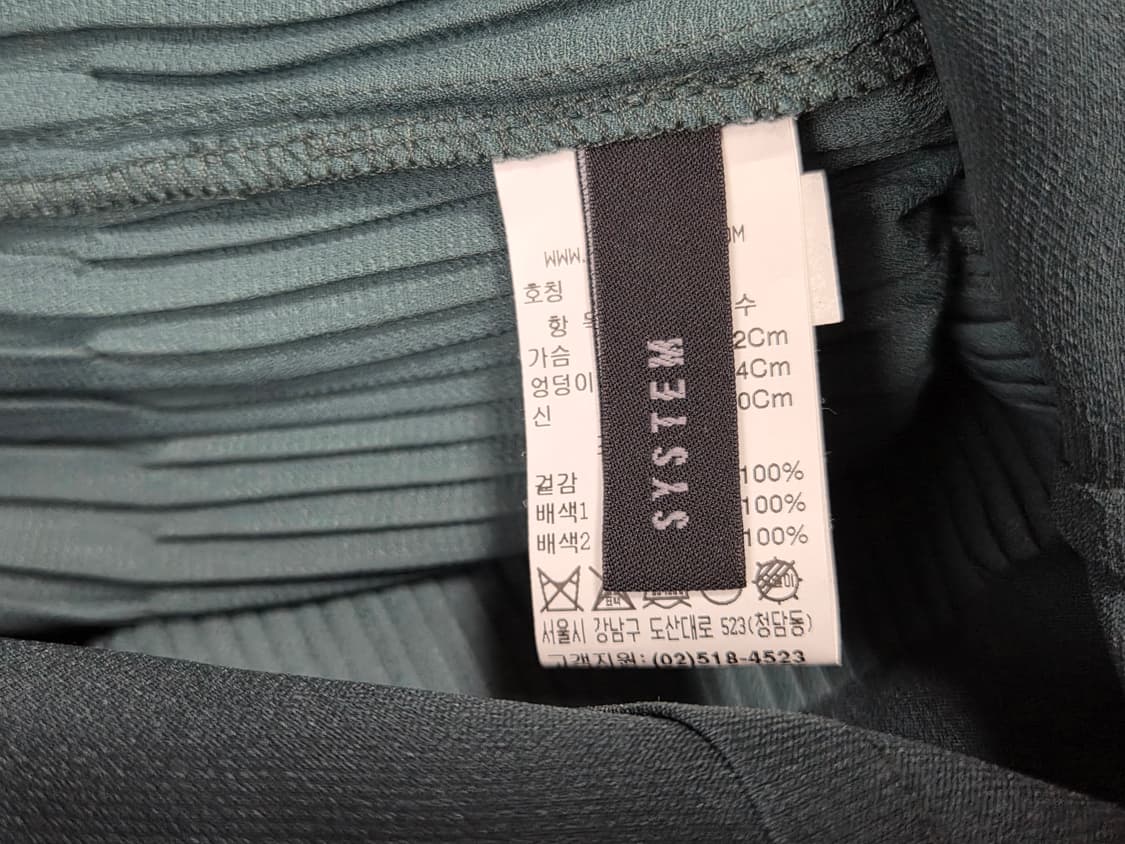 SYSTEM
WWW.
호칭
항
수
가슴 2Cm
엉덩이 4Cm
신 0Cm
겉감 100%
배색1 100%
배색2 100%
서울시 강남구 도산대로 523(청담동)
고객지원: (02)518-4523